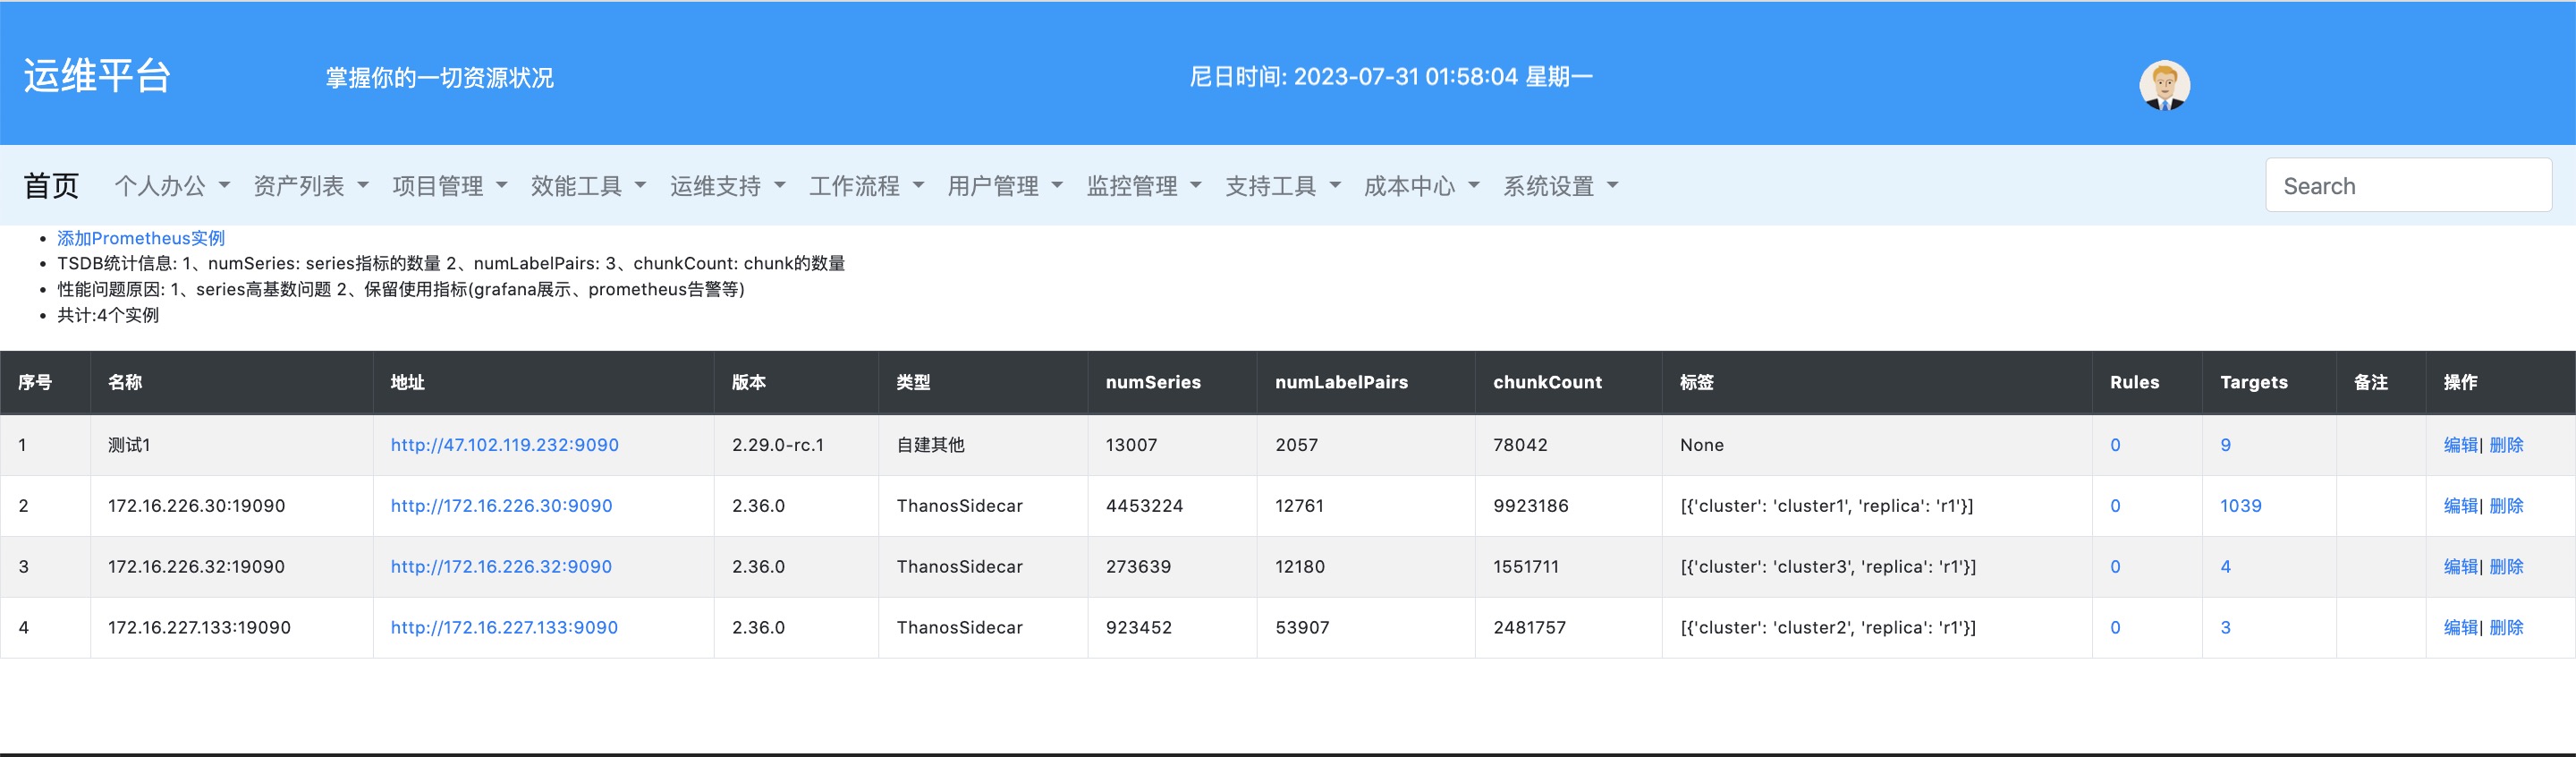 运维平台 掌握你的一切资源状况 尼日时间: 2023-07-31 01:58:04 星期一
首页 个人办公 资产列表 项目管理 效能工具 运维支持 工作流程 用户管理 监控管理 支持工具 成本中心 系统设置 Search
添加Prometheus实例
TSDB统计信息: 1、numSeries: series指标的数量 2、numLabelPairs: 3、chunkCount: chunk的数量
性能问题原因: 1、series高基数问题 2、保留使用指标(grafana展示、prometheus告警等)
共计:4个实例
序号 名称 地址 版本 类型 numSeries numLabelPairs chunkCount 标签 Rules Targets 备注 操作
1 测试1 http://47.102.119.232:9090 2.29.0-rc.1 自建其他 13007 2057 78042 None 0 9 编辑| 删除
2 172.16.226.30:19090 http://172.16.226.30:9090 2.36.0 ThanosSidecar 4453224 12761 9923186 [{'cluster': 'cluster1', 'replica': 'r1'}] 0 1039 编辑| 删除
3 172.16.226.32:19090 http://172.16.226.32:9090 2.36.0 ThanosSidecar 273639 12180 1551711 [{'cluster': 'cluster3', 'replica': 'r1'}] 0 4 编辑| 删除
4 172.16.227.133:19090 http://172.16.227.133:9090 2.36.0 ThanosSidecar 923452 53907 2481757 [{'cluster': 'cluster2', 'replica': 'r1'}] 0 3 编辑| 删除